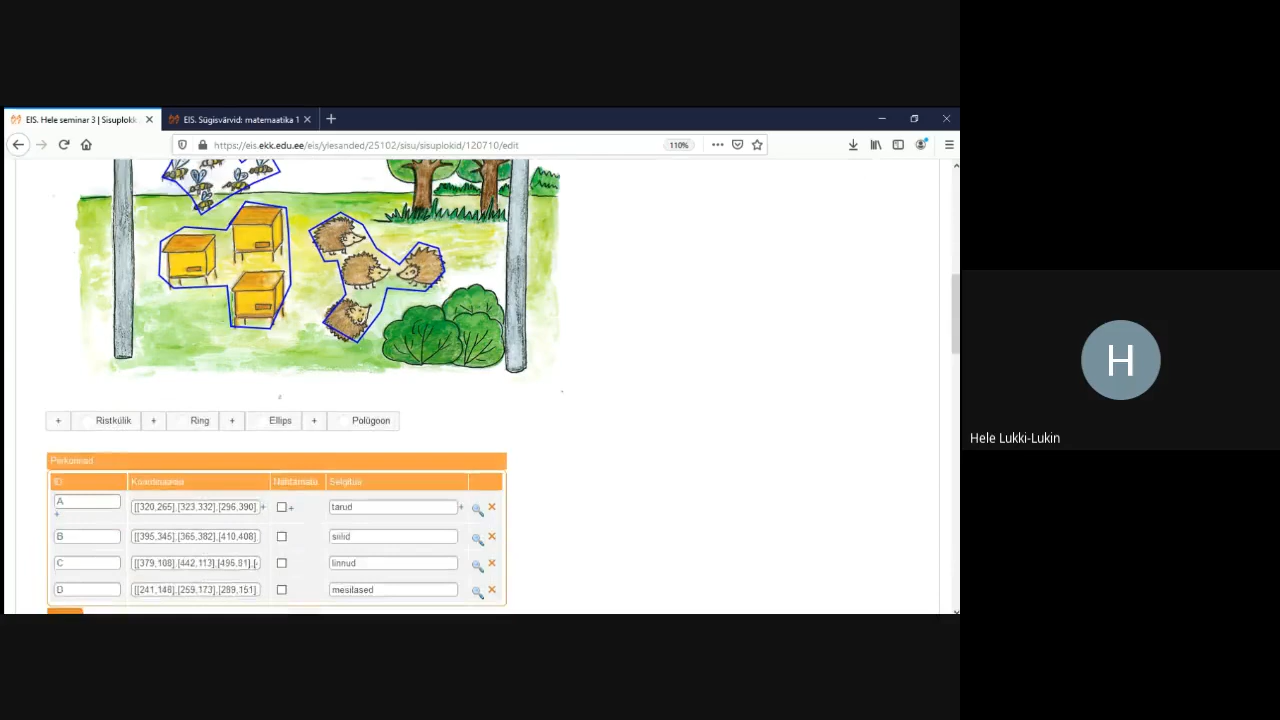 EIS. Hele seminar 3 | Sisuplokk
EIS. Sügisvärvid: matemaatika 1
https://eis.ekk.edu.ee/eis/ylesanded/25102/sisu/sisuplokid/120710/edit
110%
+ Ristkülik + Ring + Ellips + Polügoon
Piirkonnad
ID Koordinaadid Nähtamatu Selgitus
A [[320,265],[323,332],[296,390], + + tarud +
+
B [[395,345],[365,382],[410,408], siilid
C [[379,108],[442,113],[496,81],[ linnud
D [[241,146],[259,173],[289,151], mesilased
H
Hele Lukki-Lukin